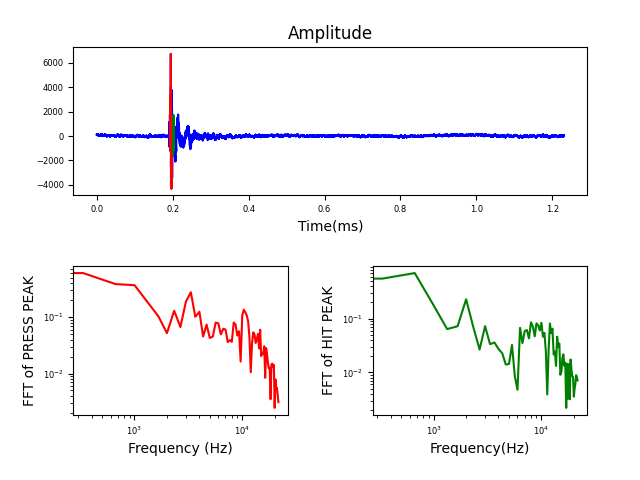 Amplitude
6000
4000
2000
0
−2000
−4000
0.0 0.2 0.4 0.6 0.8 1.0 1.2
Time(ms)
FFT of PRESS PEAK
10⁻¹
10⁻²
10³ 10⁴
Frequency (Hz)
FFT of HIT PEAK
10⁻¹
10⁻²
10³ 10⁴
Frequency(Hz)